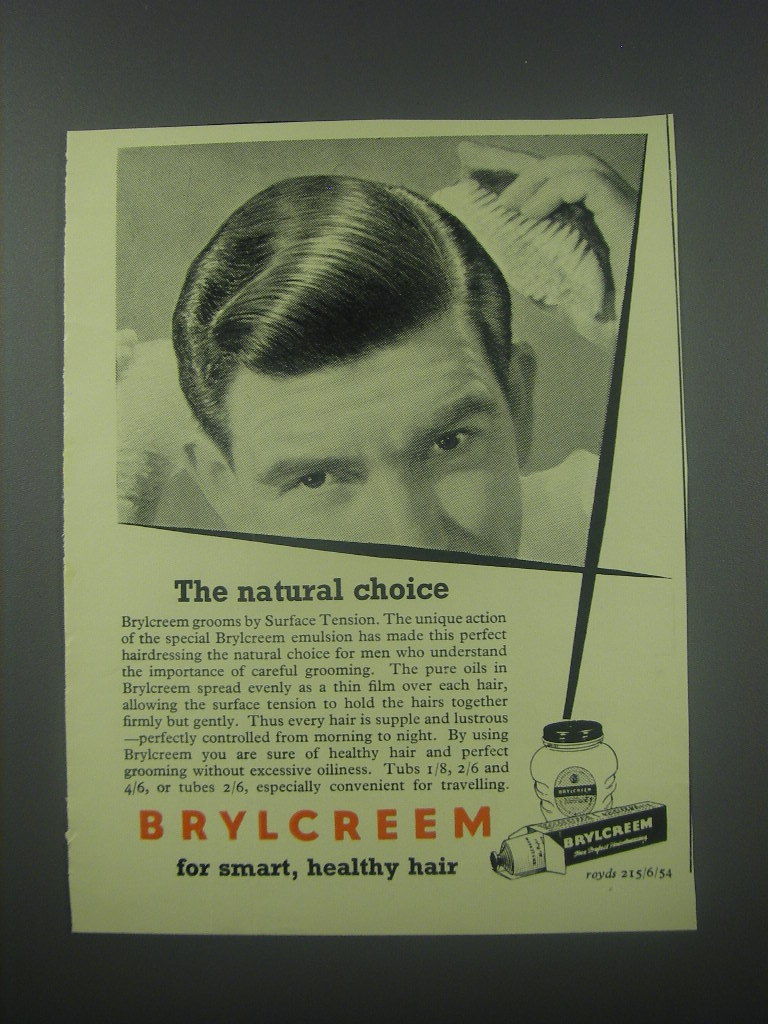 The natural choice
Brylcreem grooms by Surface Tension. The unique action
of the special Brylcreem emulsion has made this perfect
hairdressing the natural choice for men who understand
the importance of careful grooming. The pure oils in
Brylcreem spread evenly as a thin film over each hair,
allowing the surface tension to hold the hairs together
firmly but gently. Thus every hair is supple and lustrous
—perfectly controlled from morning to night. By using
Brylcreem you are sure of healthy hair and perfect
grooming without excessive oiliness. Tubs 1/8, 2/6 and
4/6, or tubes 2/6, especially convenient for travelling.
BRYLCREEM
BRYLCREEM
BRYLCREEM
for smart, healthy hair
royds 215/6/54